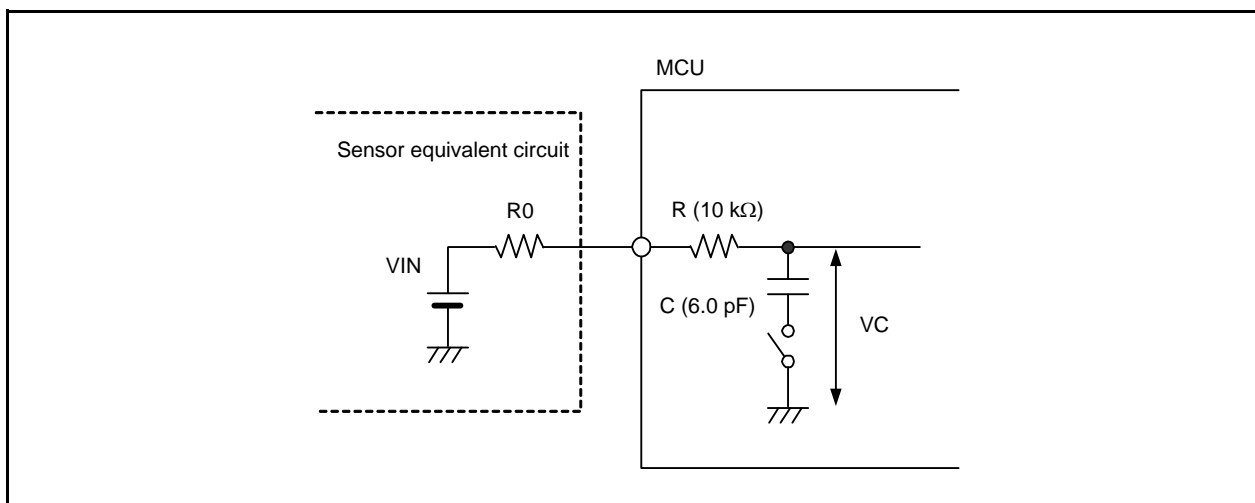 MCU
Sensor equivalent circuit
R0
R (10 kΩ)
VIN
C (6.0 pF)
VC